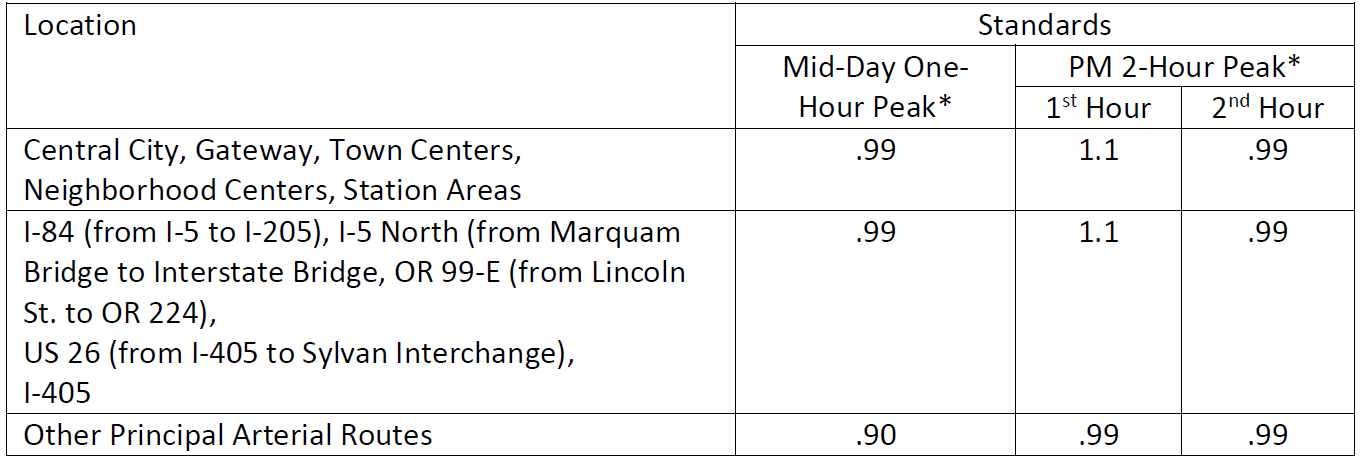 Location
Standards
Mid-Day One-
Hour Peak*
PM 2-Hour Peak*
1st Hour
2nd Hour
Central City, Gateway, Town Centers,
Neighborhood Centers, Station Areas
.99
1.1
.99
I-84 (from I-5 to I-205), I-5 North (from Marquam
Bridge to Interstate Bridge, OR 99-E (from Lincoln
St. to OR 224),
US 26 (from I-405 to Sylvan Interchange),
I-405
.99
1.1
.99
Other Principal Arterial Routes
.90
.99
.99